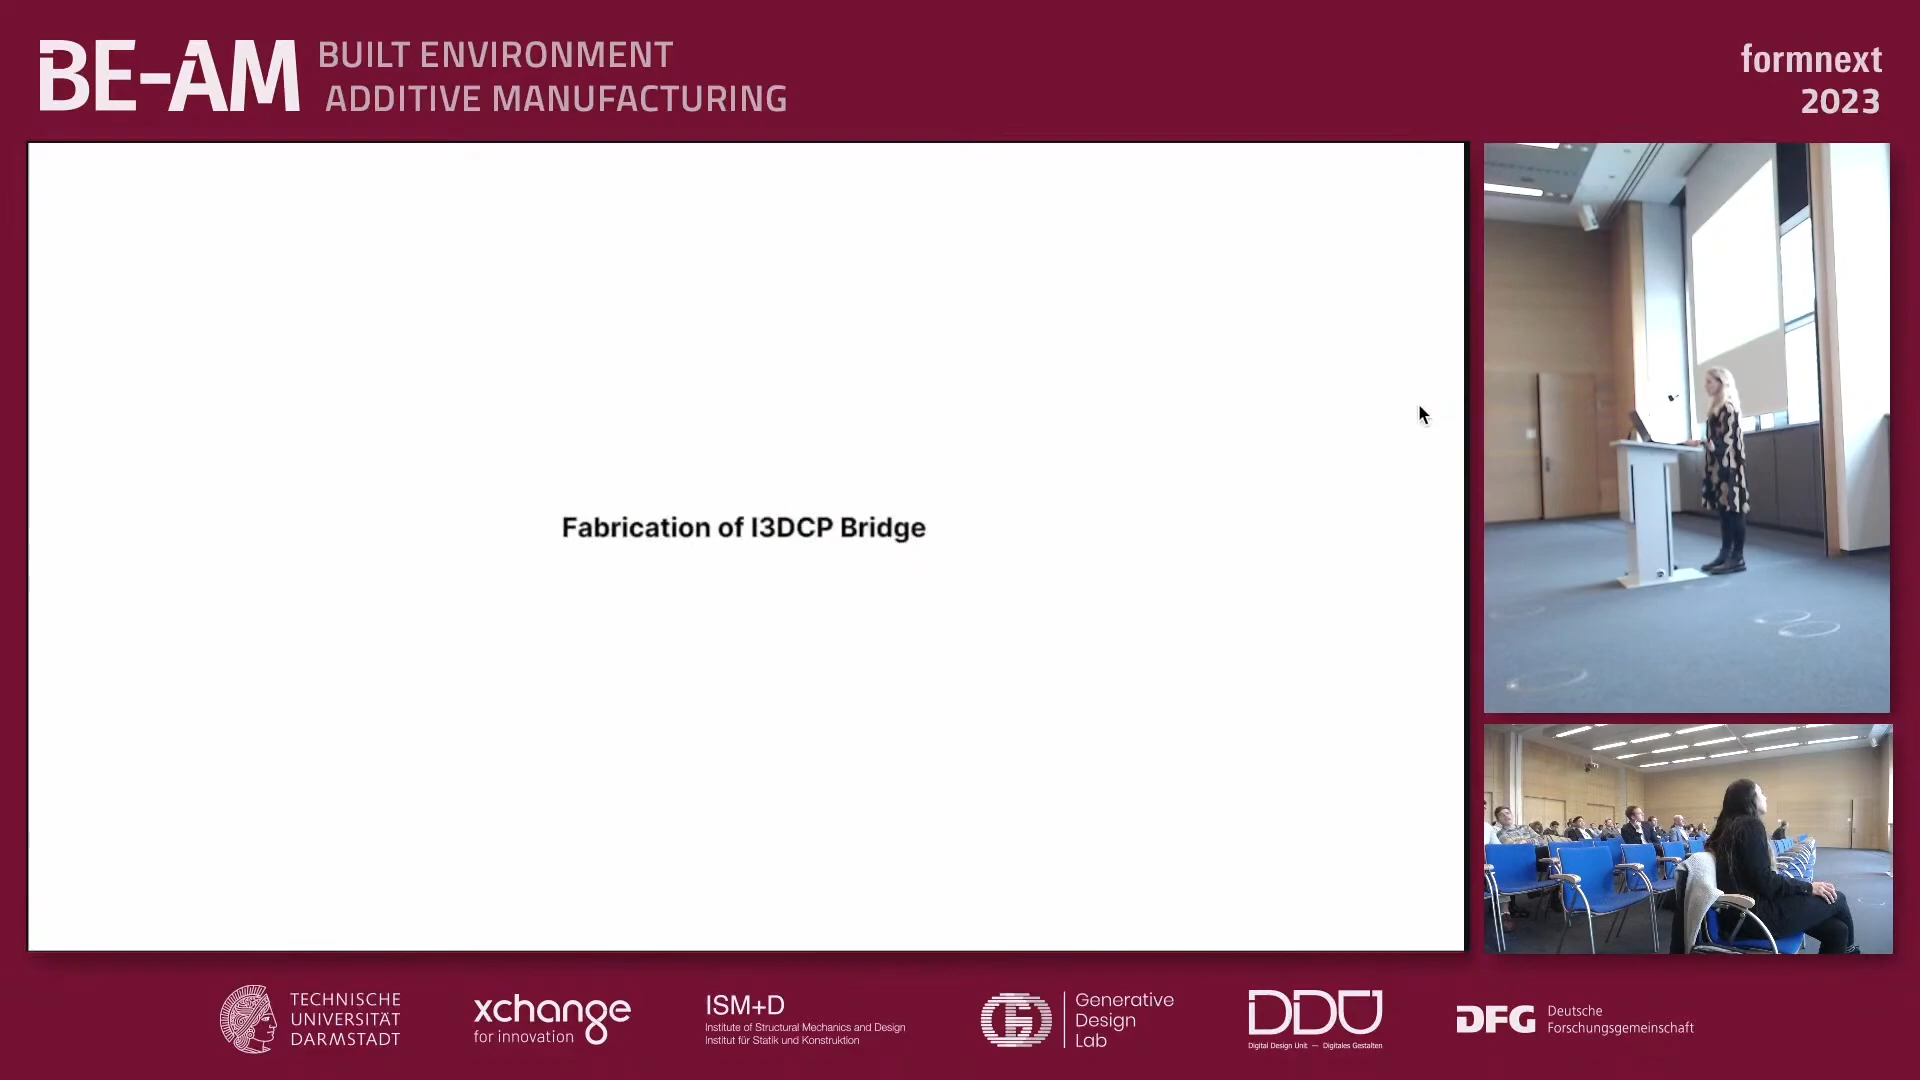 BE-AM
BUILT ENVIRONMENT
ADDITIVE MANUFACTURING
formnext
2023
Fabrication of I3DCP Bridge
TECHNISCHE
UNIVERSITÄT
DARMSTADT
xchange
for innovation
ISM+D
Institute of Structural Mechanics and Design
Institut für Statik und Konstruktion
Generative
Design
Lab
DDU
Digital Design Unit — Digitales Gestalten
DFG
Deutsche
Forschungsgemeinschaft